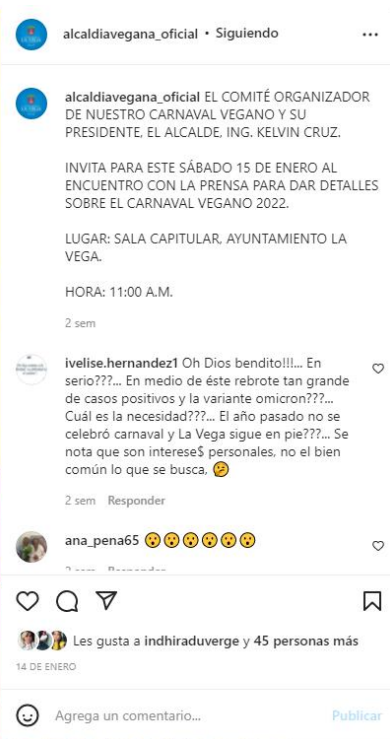 alcaldiavegana_oficial • Siguiendo
alcaldiavegana_oficial EL COMITÉ ORGANIZADOR
DE NUESTRO CARNAVAL VEGANO Y SU
PRESIDENTE, EL ALCALDE, ING. KELVIN CRUZ.
INVITA PARA ESTE SÁBADO 15 DE ENERO AL
ENCUENTRO CON LA PRENSA PARA DAR DETALLES
SOBRE EL CARNAVAL VEGANO 2022.
LUGAR: SALA CAPITULAR, AYUNTAMIENTO LA
VEGA.
HORA: 11:00 A.M.
2 sem
ivelise.hernandez1 Oh Dios bendito!!!... En
serio???... En medio de éste rebrote tan grande
de casos positivos y la variante omicron???...
Cuál es la necesidad???... El año pasado no se
celebró carnaval y La Vega sigue en pie???... Se
nota que son interese$ personales, no el bien
común lo que se busca, 🤔
2 sem Responder
ana_pena65 😮😮😮😮😮😮
2 sem Responder
Les gusta a indhiraduverge y 45 personas más
14 DE ENERO
Agrega un comentario... Publicar